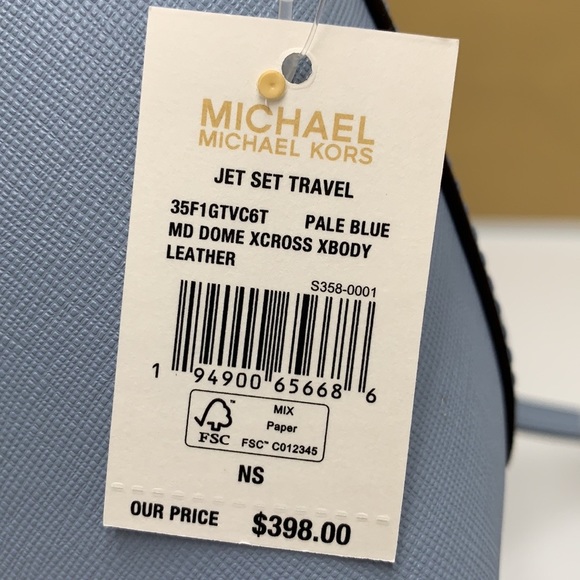 MICHAEL
MICHAEL KORS
JET SET TRAVEL
35F1GTVC6T PALE BLUE
MD DOME XCROSS XBODY
LEATHER
S358-0001
1 94900 65668 6
FSC
MIX
Paper
FSC™ C012345
NS
OUR PRICE $398.00